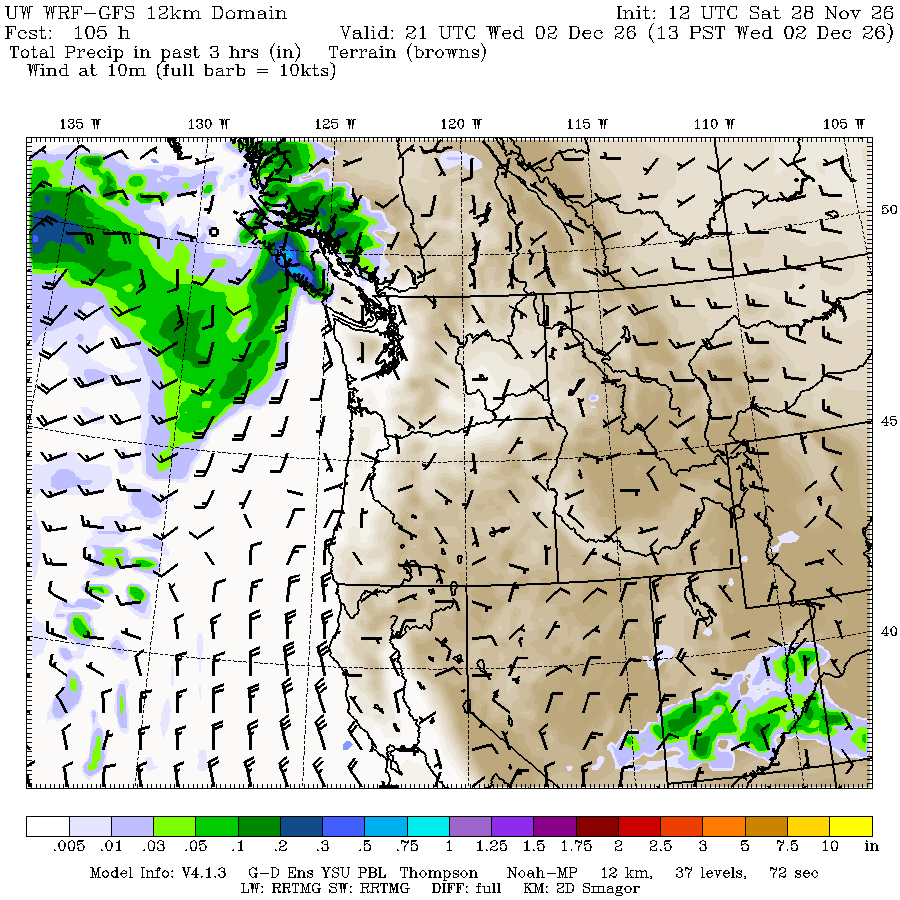 UW WRF-GFS 12km Domain Init: 12 UTC Sat 28 Nov 26
Fcst: 105 h Valid: 21 UTC Wed 02 Dec 26 (13 PST Wed 02 Dec 26)
Total Precip in past 3 hrs (in) Terrain (browns)
Wind at 10m (full barb = 10kts)
135 W 130 W 125 W 120 W 115 W 110 W 105 W
50
45
40
.005 .01 .03 .05 .1 .2 .3 .5 .75 1 1.25 1.5 1.75 2 2.5 3 5 7.5 10 in
Model Info: V4.1.3 G-D Ens YSU PBL Thompson Noah-MP 12 km, 37 levels, 72 sec
LW: RRTMG SW: RRTMG DIFF: full KM: 2D Smagor